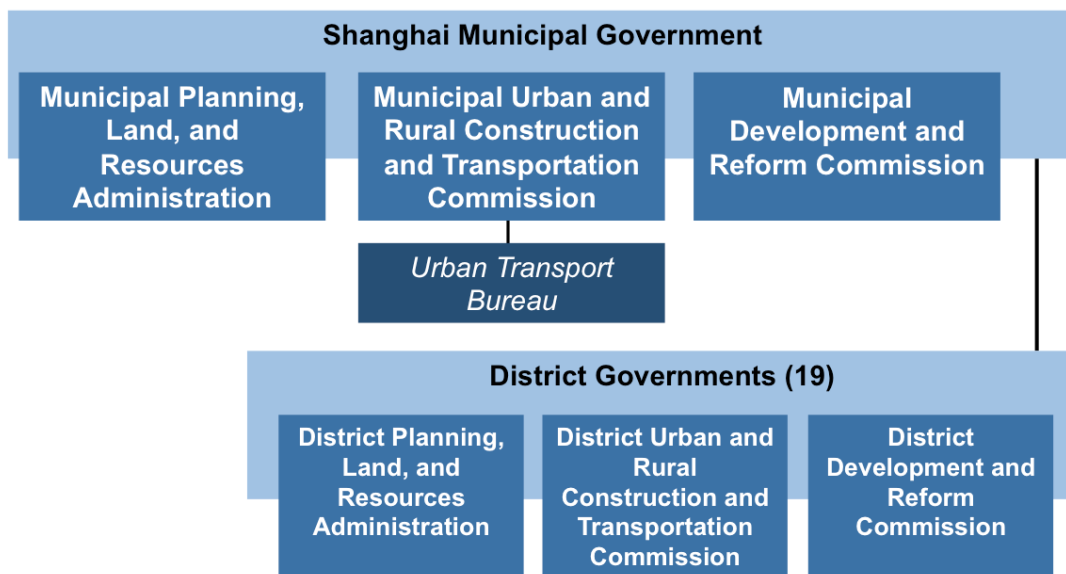 Shanghai Municipal Government
Municipal Planning,
Land, and
Resources
Administration
Municipal Urban and
Rural Construction
and Transportation
Commission
Municipal
Development and
Reform Commission
Urban Transport
Bureau
District Governments (19)
District Planning,
Land, and
Resources
Administration
District Urban and
Rural
Construction and
Transportation
Commission
District
Development and
Reform
Commission